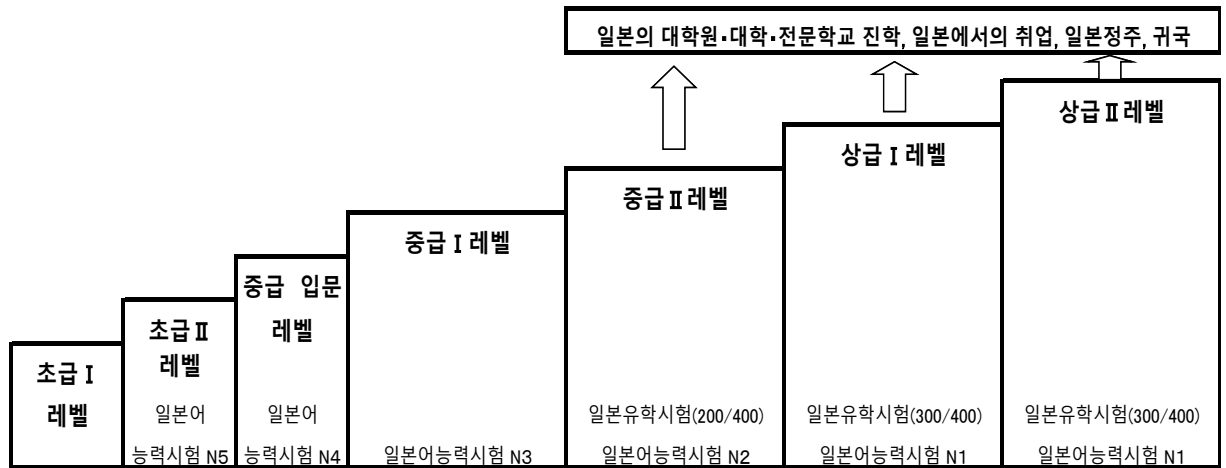 일본의 대학원·대학·전문학교 진학, 일본에서의 취업, 일본정주, 귀국
초급Ⅰ
레벨
초급Ⅱ
레벨
일본어
능력시험 N5
중급 입문
레벨
일본어
능력시험 N4
중급Ⅰ레벨
일본어능력시험 N3
중급Ⅱ레벨
일본유학시험(200/400)
일본어능력시험 N2
상급Ⅰ레벨
일본유학시험(300/400)
일본어능력시험 N1
상급Ⅱ레벨
일본유학시험(300/400)
일본어능력시험 N1